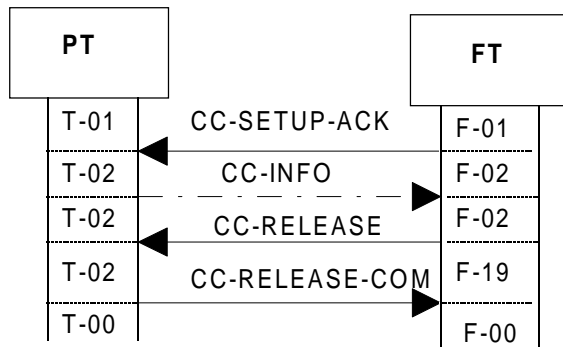 PT
FT
T-01
CC-SETUP-ACK
F-01
T-02
CC-INFO
F-02
T-02
CC-RELEASE
F-02
T-02
CC-RELEASE-COM
F-19
T-00
F-00